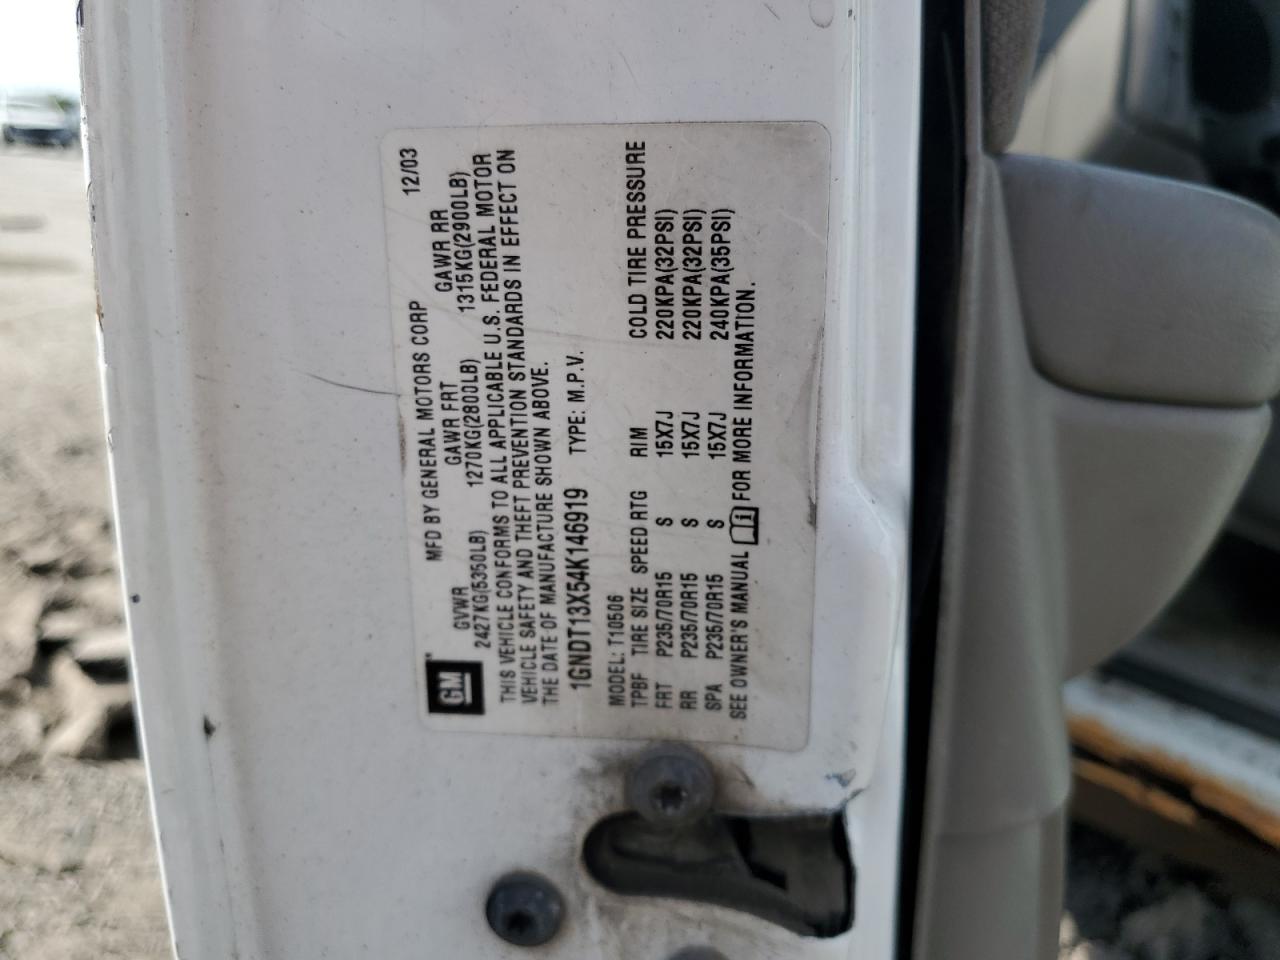 GM
MFD BY GENERAL MOTORS CORP 12/03
GVWR GAWR FRT GAWR RR
2427KG(5350LB) 1270KG(2800LB) 1315KG(2900LB)
THIS VEHICLE CONFORMS TO ALL APPLICABLE U.S. FEDERAL MOTOR
VEHICLE SAFETY AND THEFT PREVENTION STANDARDS IN EFFECT ON
THE DATE OF MANUFACTURE SHOWN ABOVE.
1GNDT13X54K146919 TYPE: M.P.V.
MODEL: T10506
TPBF TIRE SIZE SPEED RTG RIM COLD TIRE PRESSURE
FRT P235/70R15 S 15X7J 220KPA(32PSI)
RR P235/70R15 S 15X7J 220KPA(32PSI)
SPA P235/70R15 S 15X7J 240KPA(35PSI)
SEE OWNER'S MANUAL FOR MORE INFORMATION.